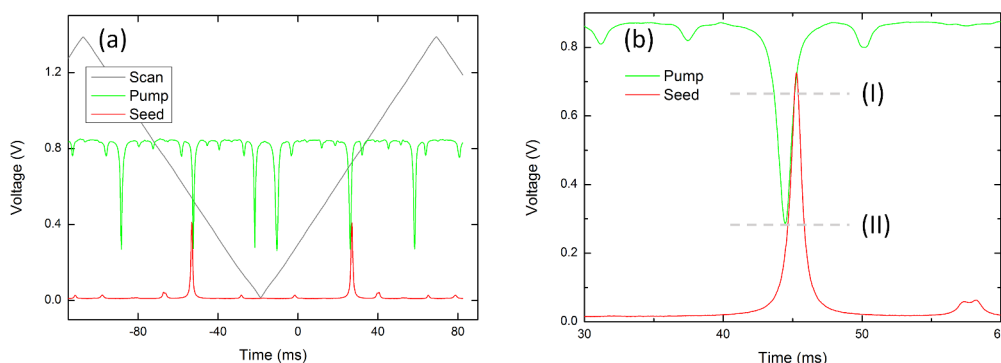 (a)
Scan
Pump
Seed
Voltage (V)
1.2
0.8
0.4
0.0
-80 -40 0 40 80
Time (ms)
(b)
Pump
Seed
(I)
(II)
Voltage (V)
0.8
0.6
0.4
0.2
0.0
30 40 50 6
Time (ms)